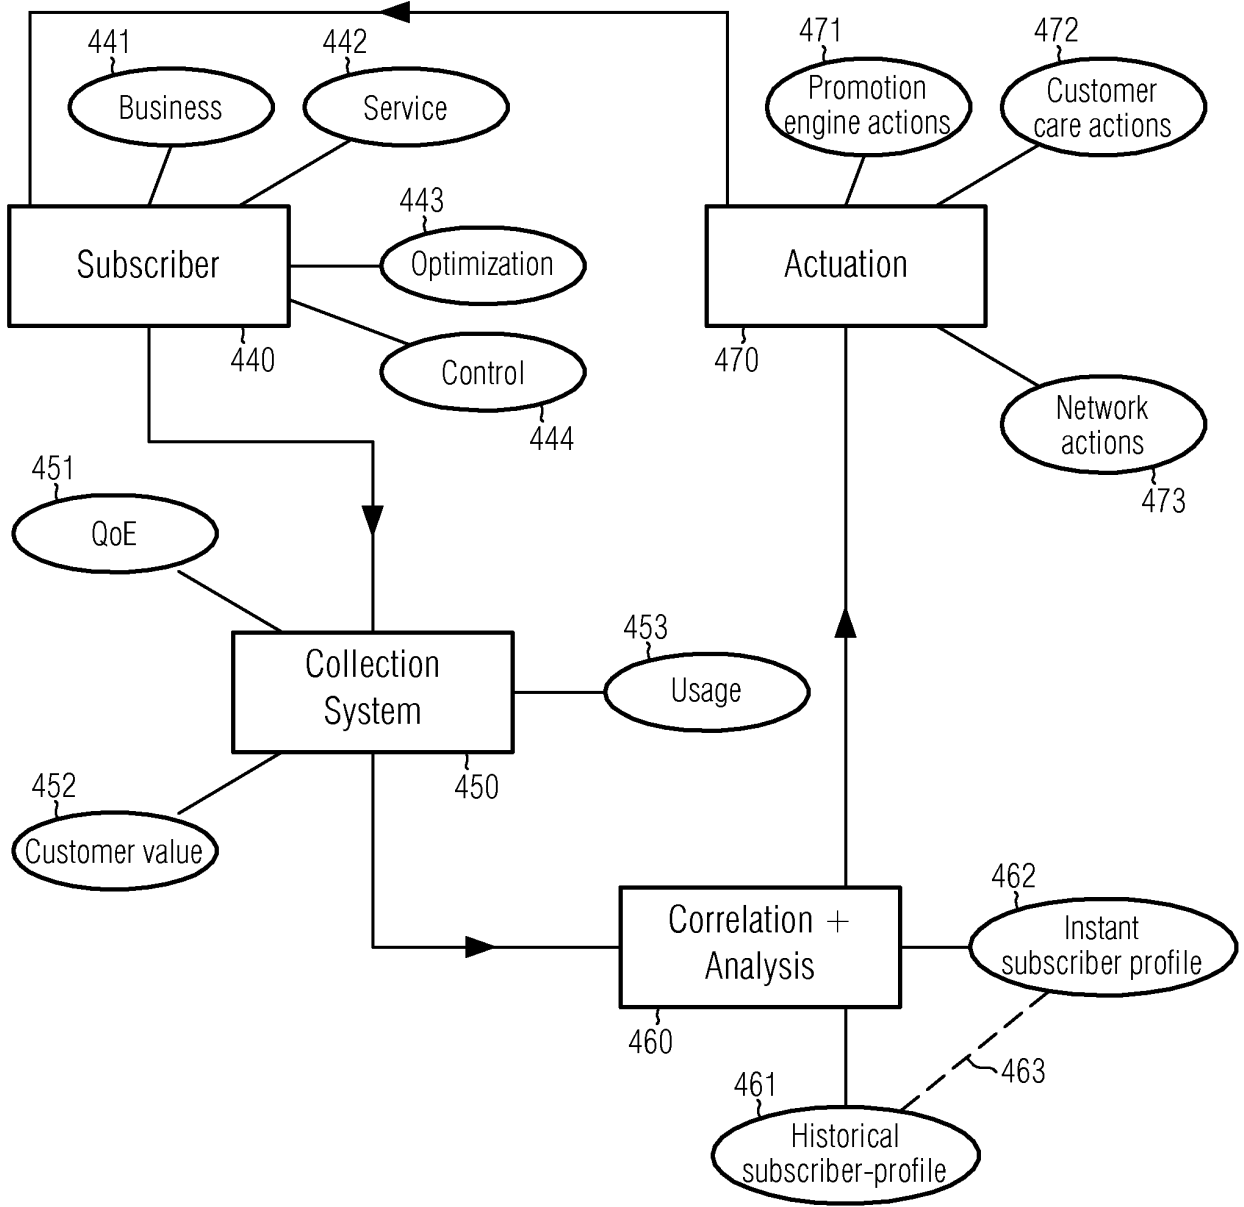 441
442
471
472
Business
Service
Promotion
engine actions
Customer
care actions
443
Subscriber
Optimization
Actuation
440
Control
470
444
Network
actions
451
473
QoE
453
Collection
System
Usage
452
450
Customer value
462
Correlation +
Analysis
Instant
subscriber profile
460
463
461
Historical
subscriber-profile